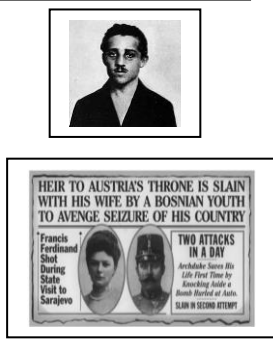 HEIR TO AUSTRIA'S THRONE IS SLAIN
WITH HIS WIFE BY A BOSNIAN YOUTH
TO AVENGE SEIZURE OF HIS COUNTRY
Francis
Ferdinand
Shot
During
State
Visit to
Sarajevo
TWO ATTACKS
IN A DAY
Archduke Saves His
Life First Time by
Knocking Aside a
Bomb Hurled at Auto.
SLAIN IN SECOND ATTEMPT